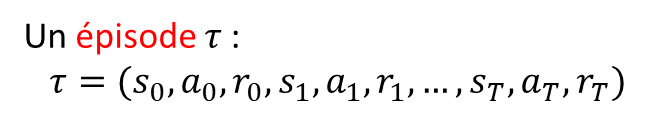 Un épisode 𝜏 :
𝜏 = (𝑠₀, 𝑎₀, 𝑟₀, 𝑠₁, 𝑎₁, 𝑟₁, … , 𝑠_𝑇, 𝑎_𝑇, 𝑟_𝑇)